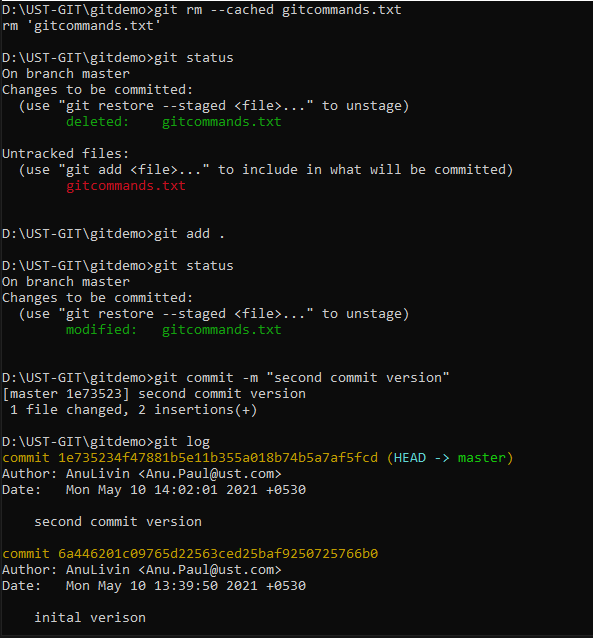 D:\UST-GIT\gitdemo>git rm --cached gitcommands.txt
rm 'gitcommands.txt'
D:\UST-GIT\gitdemo>git status
On branch master
Changes to be committed:
  (use "git restore --staged <file>..." to unstage)
        deleted:    gitcommands.txt
Untracked files:
  (use "git add <file>..." to include in what will be committed)
        gitcommands.txt
D:\UST-GIT\gitdemo>git add .
D:\UST-GIT\gitdemo>git status
On branch master
Changes to be committed:
  (use "git restore --staged <file>..." to unstage)
        modified:   gitcommands.txt
D:\UST-GIT\gitdemo>git commit -m "second commit version"
[master 1e73523] second commit version
 1 file changed, 2 insertions(+)
D:\UST-GIT\gitdemo>git log
commit 1e735234f47881b5e11b355a018b74b5a7af5fcd (HEAD -> master)
Author: AnuLivin <Anu.Paul@ust.com>
Date:   Mon May 10 14:02:01 2021 +0530
    second commit version
commit 6a446201c09765d22563ced25baf9250725766b0
Author: AnuLivin <Anu.Paul@ust.com>
Date:   Mon May 10 13:39:50 2021 +0530
    inital verison